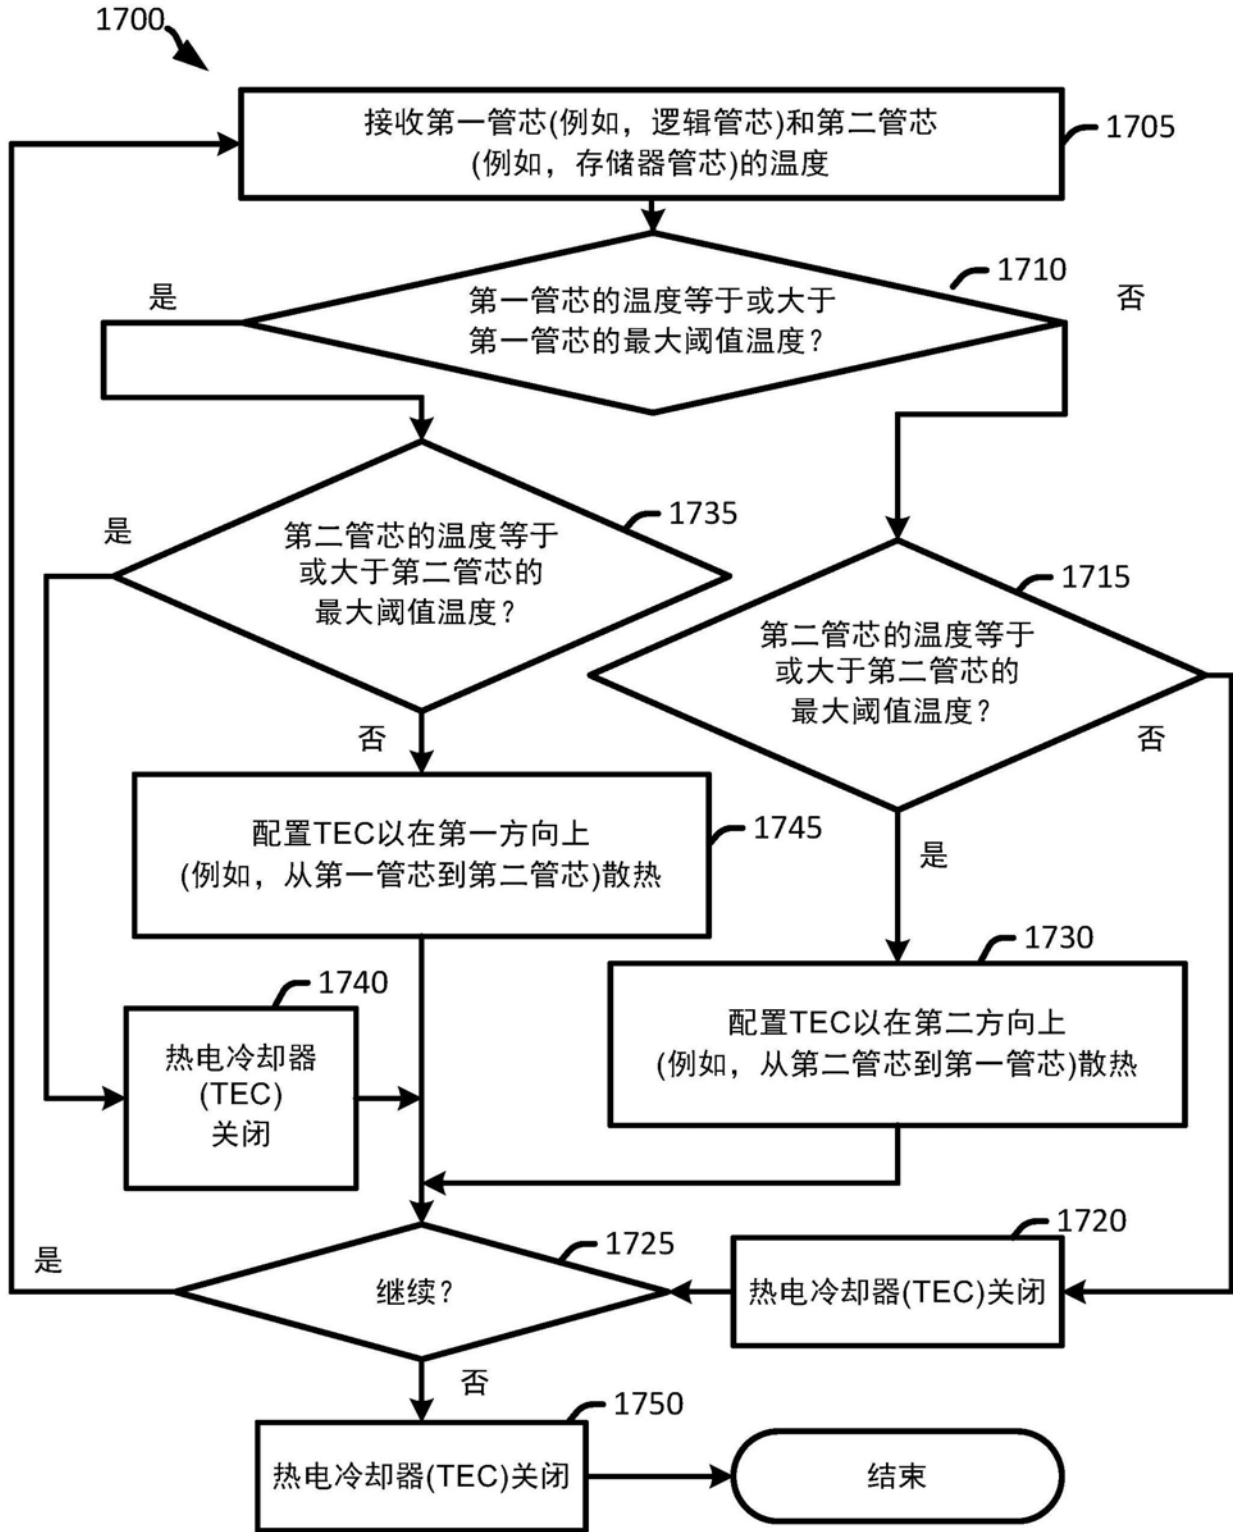 1700
接收第一管芯(例如，逻辑管芯)和第二管芯
(例如，存储器管芯)的温度
1705
1710
是
第一管芯的温度等于或大于
第一管芯的最大阈值温度？
否
1735
是
第二管芯的温度等于
或大于第二管芯的
最大阈值温度？
否
1715
第二管芯的温度等于
或大于第二管芯的
最大阈值温度？
否
是
1745
配置TEC以在第一方向上
(例如，从第一管芯到第二管芯)散热
1730
配置TEC以在第二方向上
(例如，从第二管芯到第一管芯)散热
1740
热电冷却器
(TEC)
关闭
1725
是
继续？
否
1720
热电冷却器(TEC)关闭
1750
热电冷却器(TEC)关闭
结束